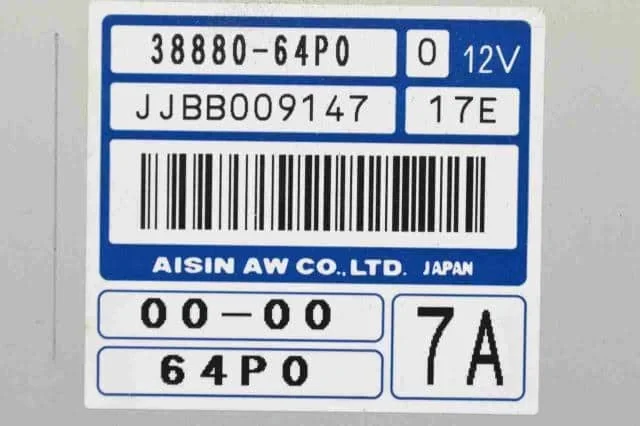 38880-64P0 0 12V
JJBB009147 17E
AISIN AW CO.,LTD. JAPAN
00-00
64P0
7A